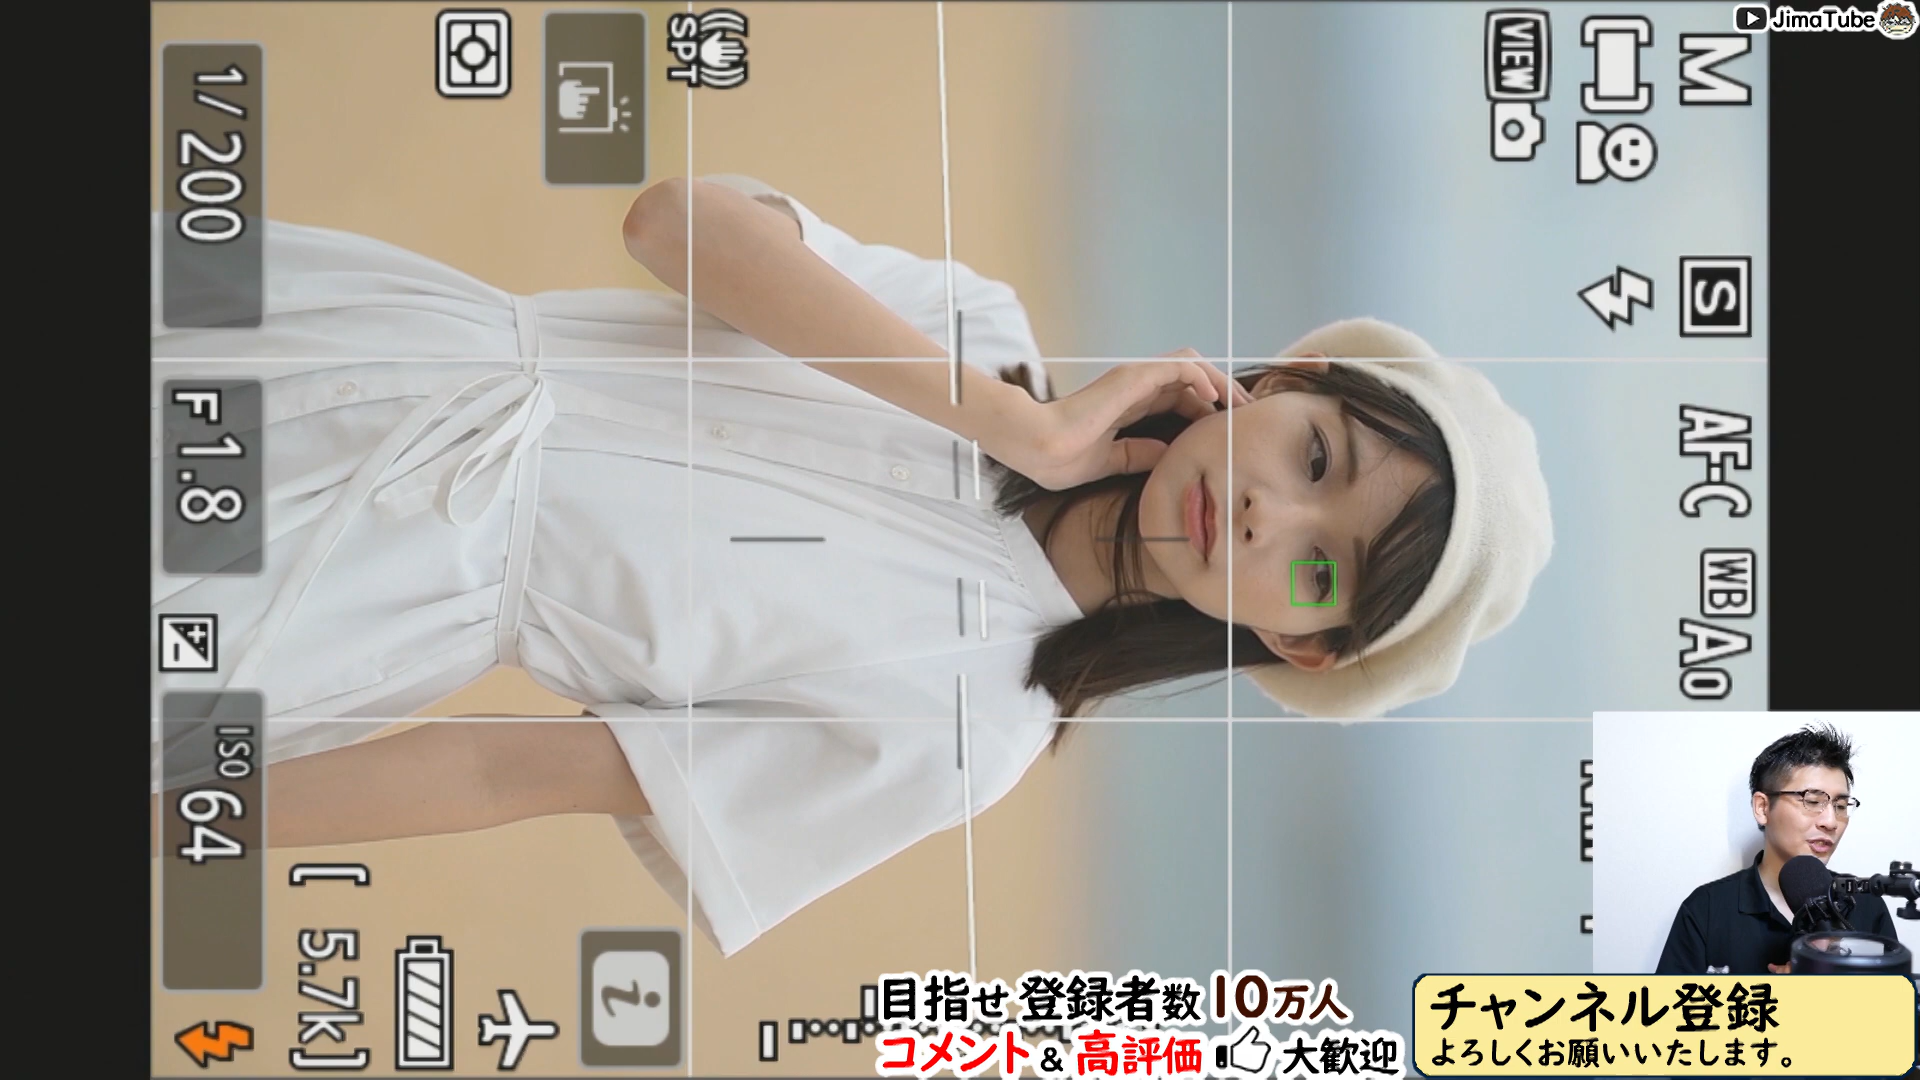 JimaTube
M
VIEW
S
AF-C
WB
A0
SPT
1/200
F1.8
ISO 64
[5.7k]
i
目指せ 登録者数10万人
コメント&高評価 大歓迎
チャンネル登録
よろしくお願いいたします。